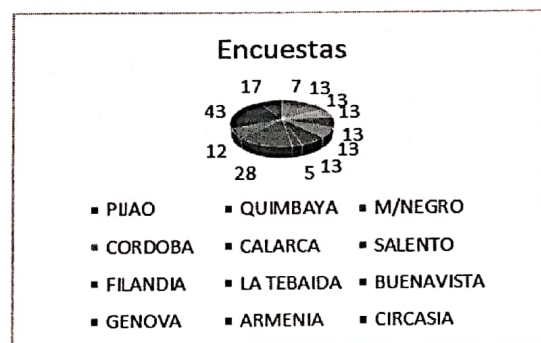 Encuestas
17 7 13
13
43 13
13
12 13
28 5 13
PIJAO QUIMBAYA M/NEGRO
CORDOBA CALARCA SALENTO
FILANDIA LA TEBAIDA BUENAVISTA
GENOVA ARMENIA CIRCASIA